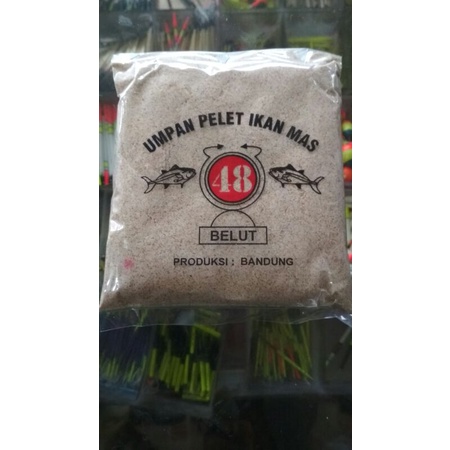 UMPAN PELET IKAN MAS
48
BELUT
PRODUKSI : BANDUNG